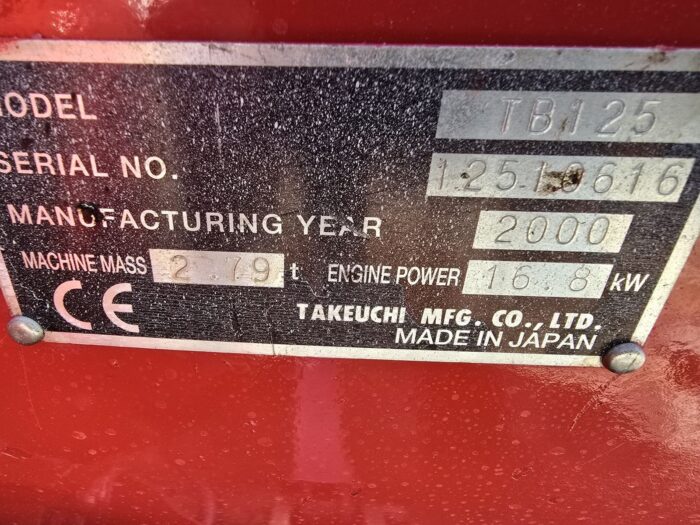 MODEL TB125
SERIAL NO. 12510616
MANUFACTURING YEAR 2000
MACHINE MASS 2.79 t ENGINE POWER 16.8 kW
CE
TAKEUCHI MFG. CO., LTD.
MADE IN JAPAN